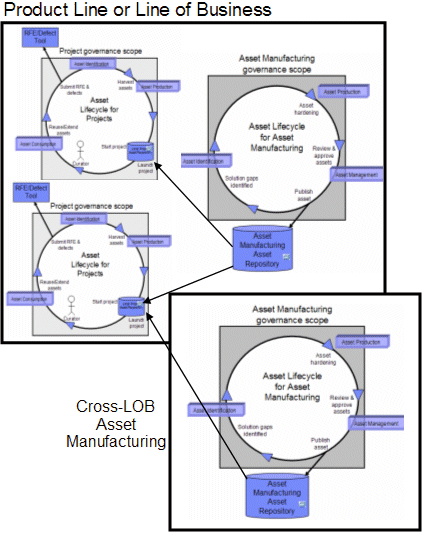 Product Line or Line of Business
RFE/Defect
Tool
Project governance scope
Asset Identification
Submit RFE &
defects
Harvest
assets
Asset Production
Asset
Lifecycle for
Projects
Reuse/Extend
assets
Asset Consumption
Curator
Start project
Launch
project
Asset Manufacturing
governance scope
Asset Production
Asset
hardening
Asset Lifecycle
for Asset
Manufacturing
Review &
approve
assets
Asset Identification
Asset Management
Solution gaps
identified
Publish
asset
RFE/Defect
Tool
Project governance scope
Asset Identification
Submit RFE &
defects
Harvest
assets
Asset Production
Asset
Lifecycle for
Projects
Reuse/Extend
assets
Asset Consumption
Curator
Start project
Launch
project
Asset
Manufacturing
Asset
Repository
Asset Manufacturing
governance scope
Asset Production
Asset
hardening
Asset Lifecycle
for Asset
Manufacturing
Review &
approve
assets
Asset Identification
Asset Management
Solution gaps
identified
Publish
asset
Cross-LOB
Asset
Manufacturing
Asset
Manufacturing
Asset
Repository